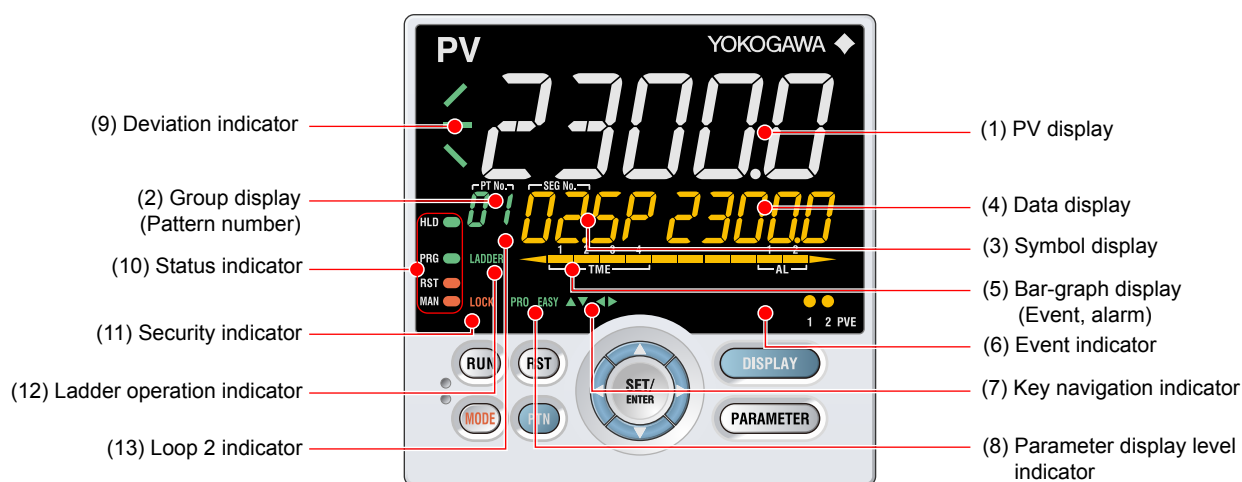 PV YOKOGAWA
2300.0
(9) Deviation indicator
(1) PV display
PT No. SEG No.
01 02.SP 2300.0
(2) Group display
(Pattern number)
(4) Data display
HLD
(3) Symbol display
1 2 3 4 1 2
PRG LADDER
TME AL
(10) Status indicator
RST
(5) Bar-graph display
(Event, alarm)
MAN LOCK PRO EASY
1 2 PVE
(11) Security indicator
(6) Event indicator
RUN RST DISPLAY
SET/
ENTER
(12) Ladder operation indicator
(7) Key navigation indicator
MODE PTN PARAMETER
(13) Loop 2 indicator
(8) Parameter display level
indicator